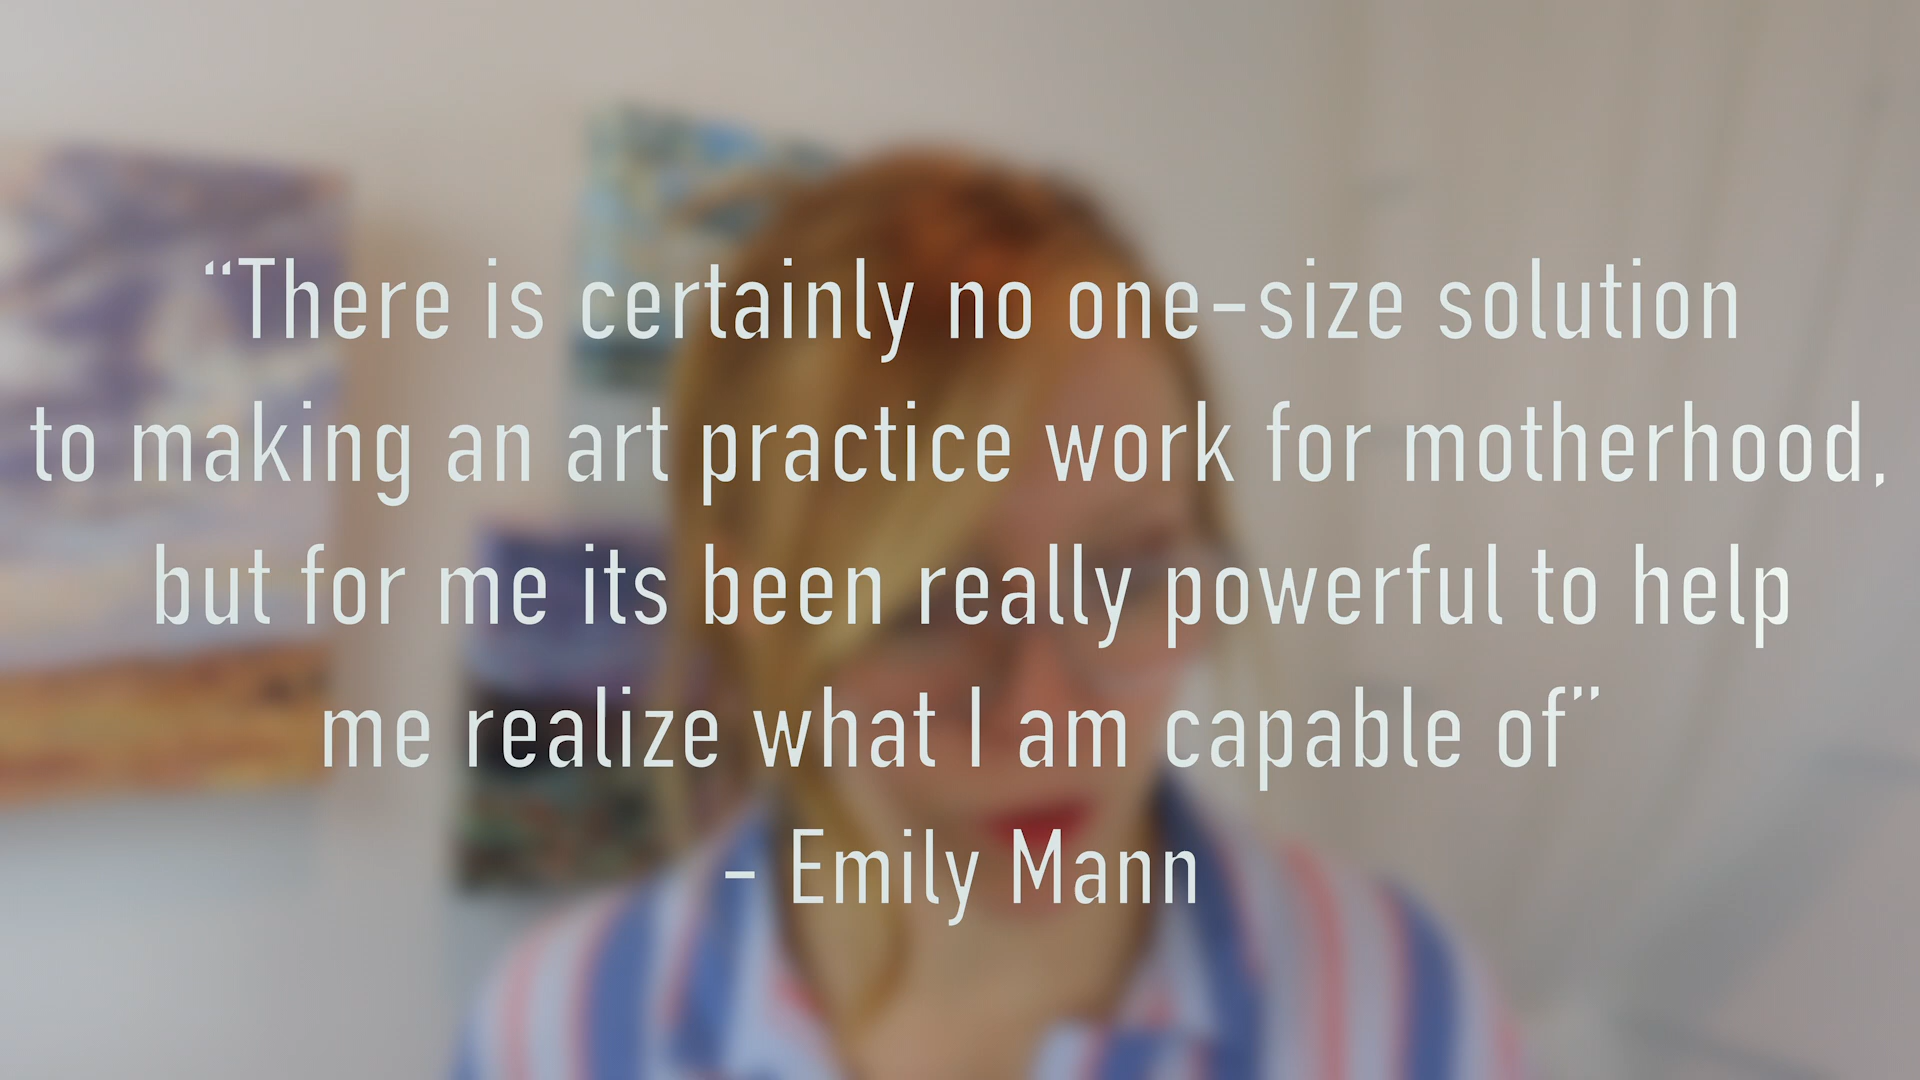 “There is certainly no one-size solution
to making an art practice work for motherhood,
but for me its been really powerful to help
me realize what I am capable of”
- Emily Mann